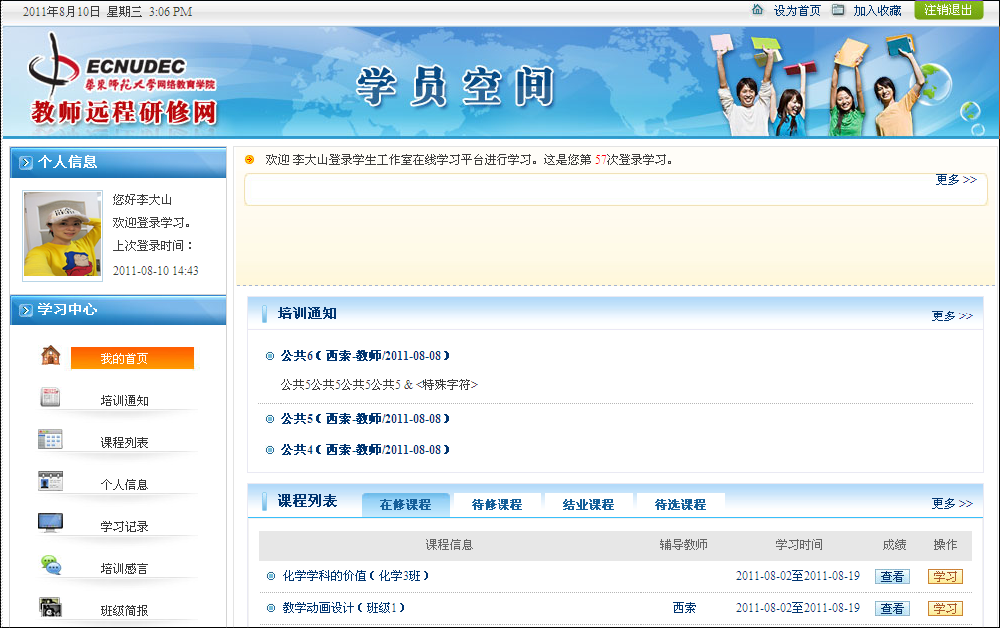 2011年8月10日 星期三 3:06 PM
设为首页
加入收藏
注销退出
ECNUDEC
华东师范大学网络教育学院
教师远程研修网
学员空间
个人信息
您好李大山
欢迎登录学习。
上次登录时间：
2011-08-10 14:43
学习中心
我的首页
培训通知
课程列表
个人信息
学习记录
培训感言
班级简报
欢迎 李大山登录学生工作室在线学习平台进行学习。这是您第 57次登录学习。
更多 >>
培训通知
更多 >>
公共6（西索-教师/2011-08-08）
公共5公共5公共5公共5 & <特殊字符>
公共5（西索-教师/2011-08-08）
公共4（西索-教师/2011-08-08）
课程列表 在修课程 待修课程 结业课程 待选课程
更多 >>
课程信息 辅导教师 学习时间 成绩 操作
化学学科的价值（化学3班） 2011-08-02至2011-08-19 查看 学习
教学动画设计（班级1） 西索 2011-08-02至2011-08-19 查看 学习